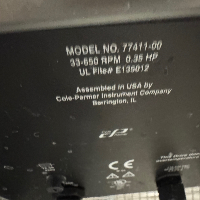 MODEL NO. 77411-00
33-650 RPM 0.35 HP
UL File# E135012
Assembled in USA by
Cole-Parmer Instrument Company
Barrington, IL
CE